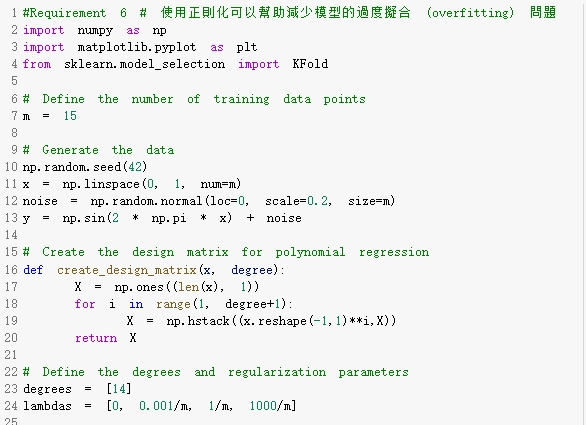 1 #Requirement 6 # 使用正則化可以幫助減少模型的過度擬合 (overfitting) 問題
2 import numpy as np
3 import matplotlib.pyplot as plt
4 from sklearn.model_selection import KFold
5
6 # Define the number of training data points
7 m = 15
8
9 # Generate the data
10 np.random.seed(42)
11 x = np.linspace(0, 1, num=m)
12 noise = np.random.normal(loc=0, scale=0.2, size=m)
13 y = np.sin(2 * np.pi * x) + noise
14
15 # Create the design matrix for polynomial regression
16 def create_design_matrix(x, degree):
17 X = np.ones((len(x), 1))
18 for i in range(1, degree+1):
19 X = np.hstack((x.reshape(-1,1)**i,X))
20 return X
21
22 # Define the degrees and regularization parameters
23 degrees = [14]
24 lambdas = [0, 0.001/m, 1/m, 1000/m]
25